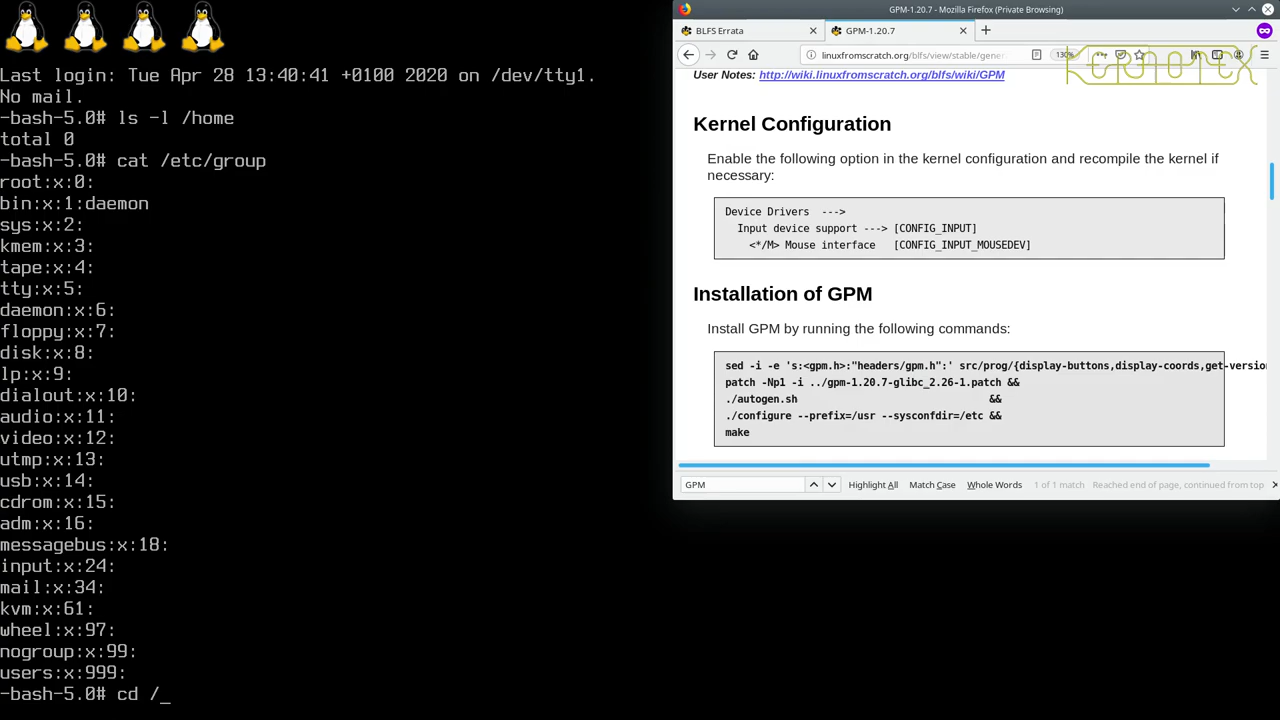 Last login: Tue Apr 28 13:40:41 +0100 2020 on /dev/tty1.
No mail.
-bash-5.0# ls -l /home
total 0
-bash-5.0# cat /etc/group
root:x:0:
bin:x:1:daemon
sys:x:2:
kmem:x:3:
tape:x:4:
tty:x:5:
daemon:x:6:
floppy:x:7:
disk:x:8:
lp:x:9:
dialout:x:10:
audio:x:11:
video:x:12:
utmp:x:13:
usb:x:14:
cdrom:x:15:
adm:x:16:
messagebus:x:18:
input:x:24:
mail:x:34:
kvm:x:61:
wheel:x:97:
nogroup:x:99:
users:x:999:
-bash-5.0# cd /_
GPM-1.20.7 - Mozilla Firefox (Private Browsing)
BLFS Errata
GPM-1.20.7
linuxfromscratch.org/blfs/view/stable/gener
130%
KERNOTEX
User Notes: http://wiki.linuxfromscratch.org/blfs/wiki/GPM
Kernel Configuration
Enable the following option in the kernel configuration and recompile the kernel if
necessary:
Device Drivers --->
Input device support ---> [CONFIG_INPUT]
<*/M> Mouse interface [CONFIG_INPUT_MOUSEDEV]
Installation of GPM
Install GPM by running the following commands:
sed -i -e 's:<gpm.h>:"headers/gpm.h":' src/prog/{display-buttons,display-coords,get-version
patch -Np1 -i ../gpm-1.20.7-glibc_2.26-1.patch &&
./autogen.sh &&
./configure --prefix=/usr --sysconfdir=/etc &&
make
GPM
Highlight All
Match Case
Whole Words
1 of 1 match
Reached end of page, continued from top